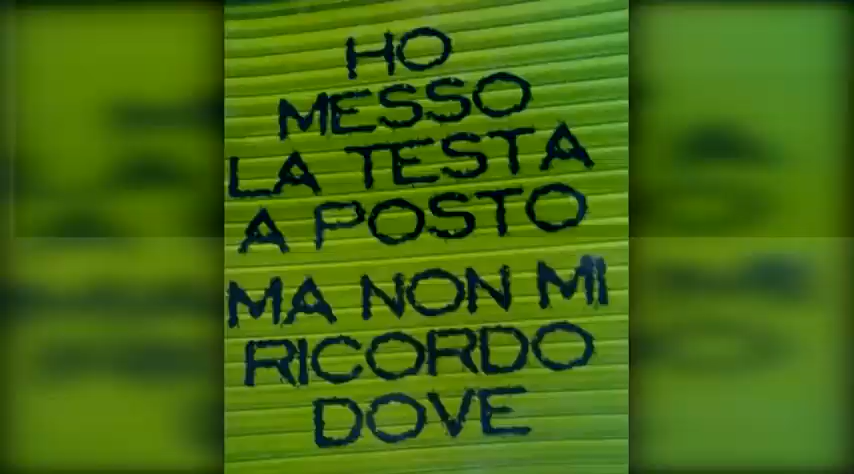 HO
MESSO
LA TESTA
A POSTO
MA NON MI
RICORDO
DOVE